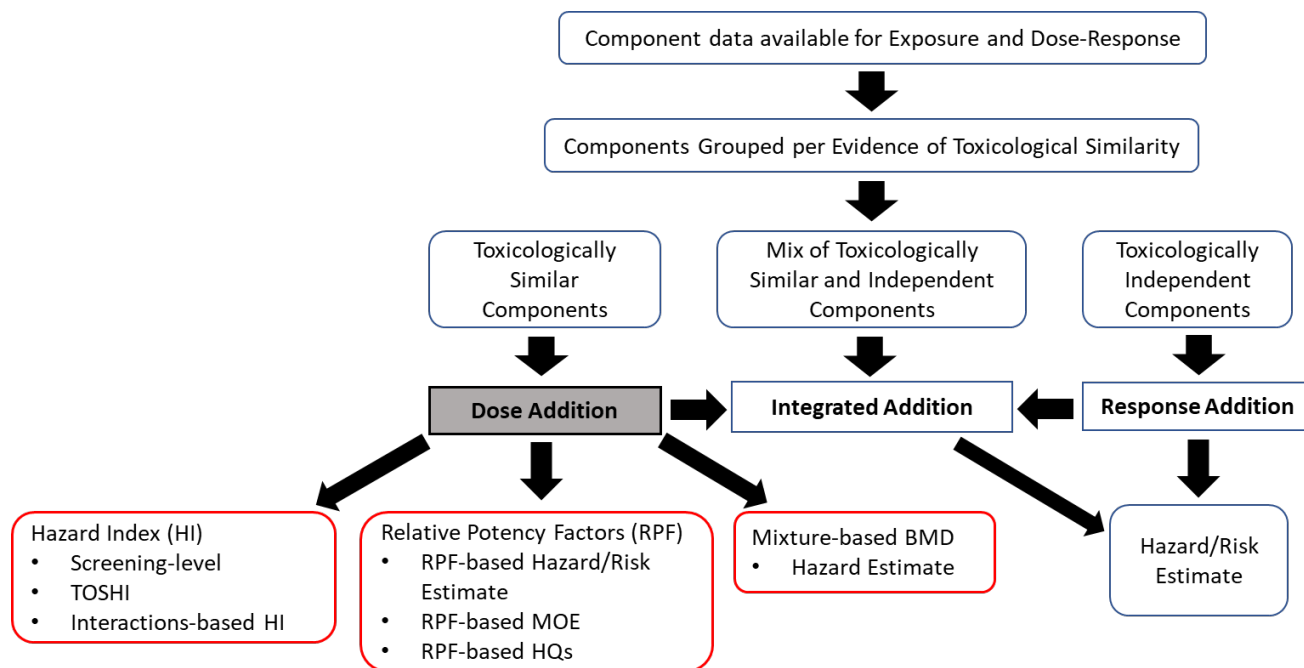 Component data available for Exposure and Dose-Response
Components Grouped per Evidence of Toxicological Similarity
Toxicologically
Similar
Components
Mix of Toxicologically
Similar and Independent
Components
Toxicologically
Independent
Components
Dose Addition
Integrated Addition
Response Addition
Hazard Index (HI)
• Screening-level
• TOSHI
• Interactions-based HI
Relative Potency Factors (RPF)
• RPF-based Hazard/Risk
Estimate
• RPF-based MOE
• RPF-based HQs
Mixture-based BMD
• Hazard Estimate
Hazard/Risk
Estimate